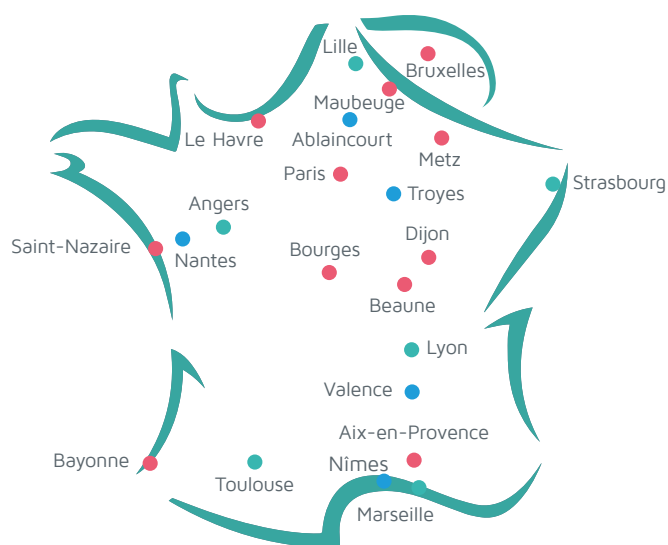 Lille
Bruxelles
Maubeuge
Le Havre
Ablaincourt
Metz
Paris
Troyes
Strasbourg
Angers
Saint-Nazaire
Nantes
Bourges
Dijon
Beaune
Lyon
Valence
Aix-en-Provence
Bayonne
Nîmes
Toulouse
Marseille